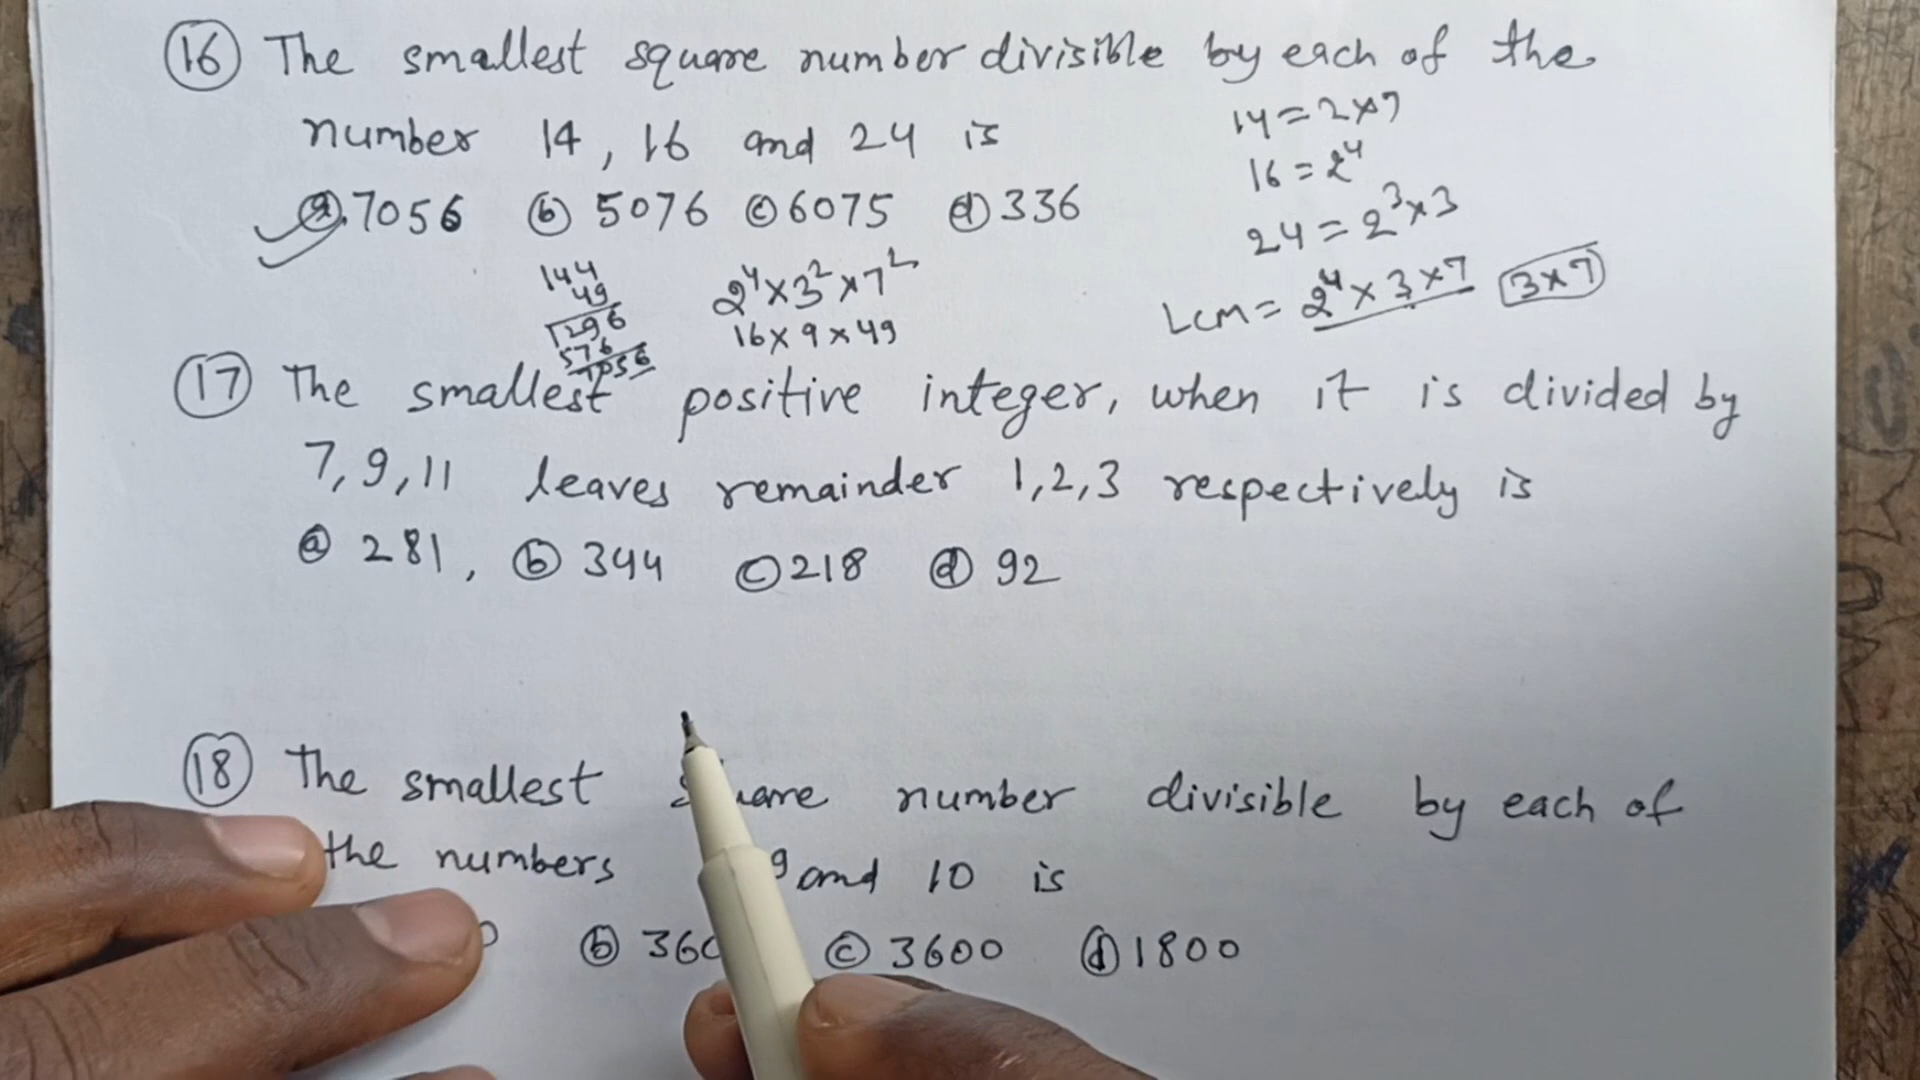 16 The smallest square number divisible by each of the
number 14, 16 and 24 is
a 7056 b 5076 c 6075 d 336
14 = 2×7
16 = 2⁴
24 = 2³×3
LCM = 2⁴×3×7 3×7
2⁴×3²×7²
16×9×49
144
49
1296
576
7056
17 The smallest positive integer, when it is divided by
7, 9, 11 leaves remainder 1, 2, 3 respectively is
a 281, b 344 c 218 d 92
18 The smallest number divisible by each of
the numbers and 10 is
b c 3600 d 1800